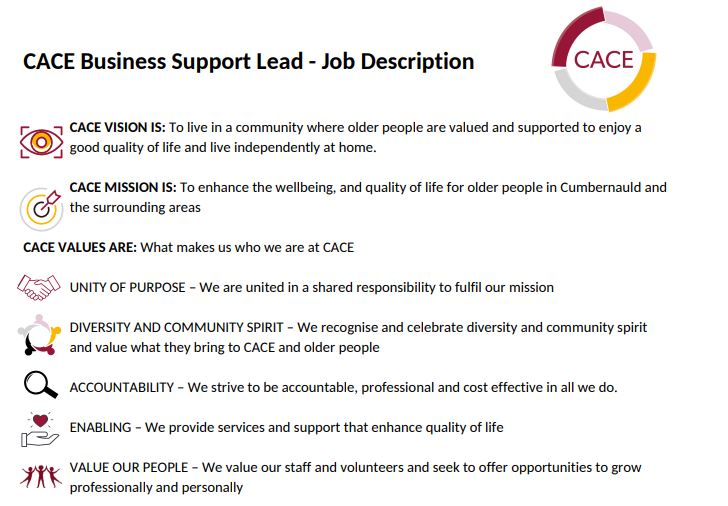 CACE Business Support Lead - Job Description
CACE
CACE VISION IS: To live in a community where older people are valued and supported to enjoy a
good quality of life and live independently at home.
CACE MISSION IS: To enhance the wellbeing, and quality of life for older people in Cumbernauld and
the surrounding areas
CACE VALUES ARE: What makes us who we are at CACE
UNITY OF PURPOSE – We are united in a shared responsibility to fulfil our mission
DIVERSITY AND COMMUNITY SPIRIT – We recognise and celebrate diversity and community spirit
and value what they bring to CACE and older people
ACCOUNTABILITY – We strive to be accountable, professional and cost effective in all we do.
ENABLING – We provide services and support that enhance quality of life
VALUE OUR PEOPLE – We value our staff and volunteers and seek to offer opportunities to grow
professionally and personally